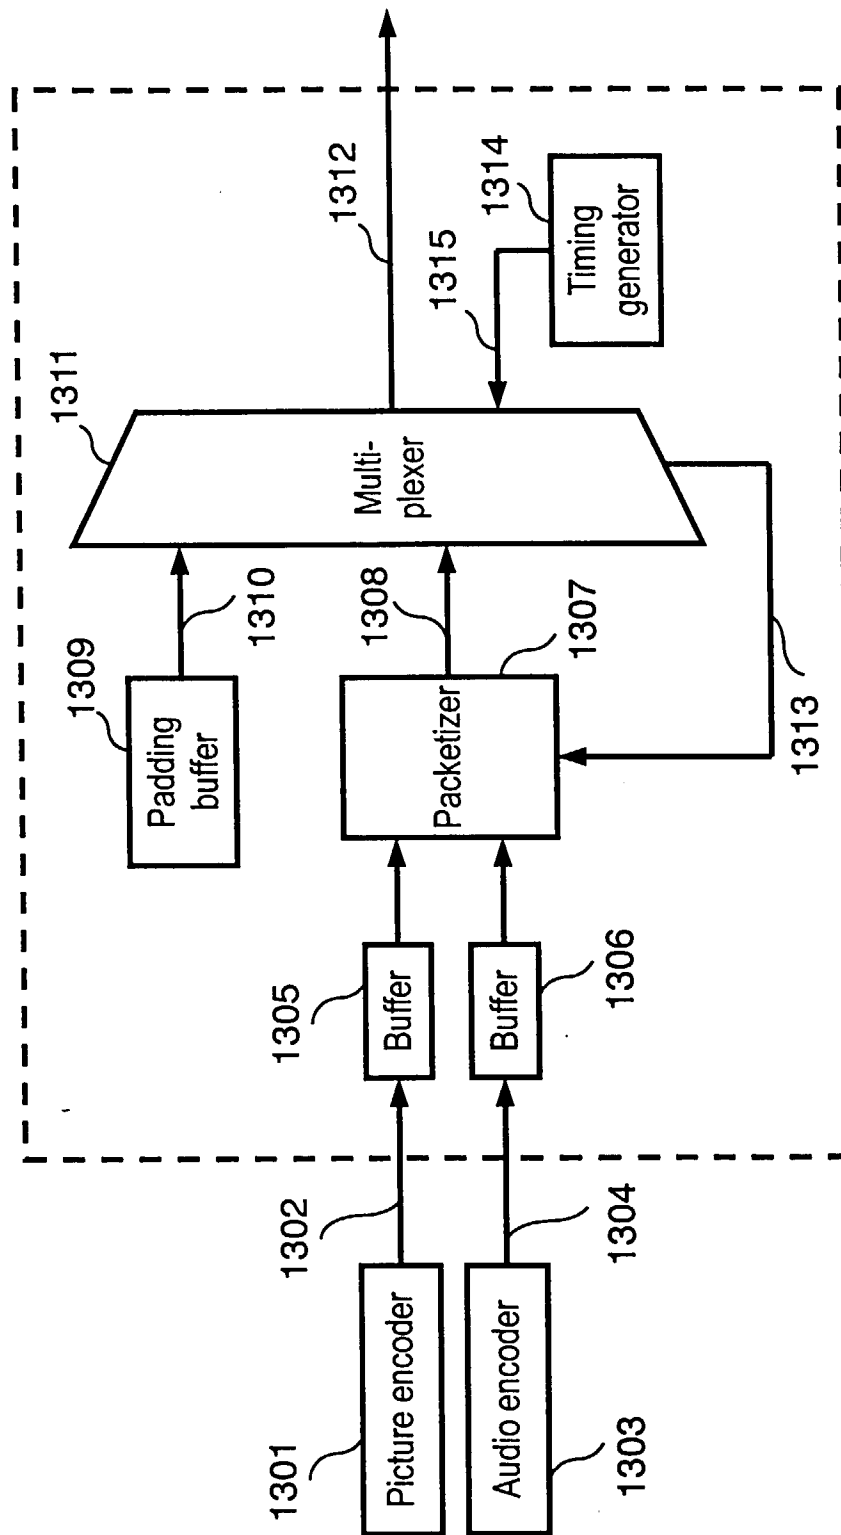 1301
Picture encoder
1302
1303
Audio encoder
1304
1305
Buffer
Buffer
1306
1309
Padding
buffer
1310
Packetizer
1307
1308
1311
Multi-
plexer
1312
1313
1314
Timing
generator
1315